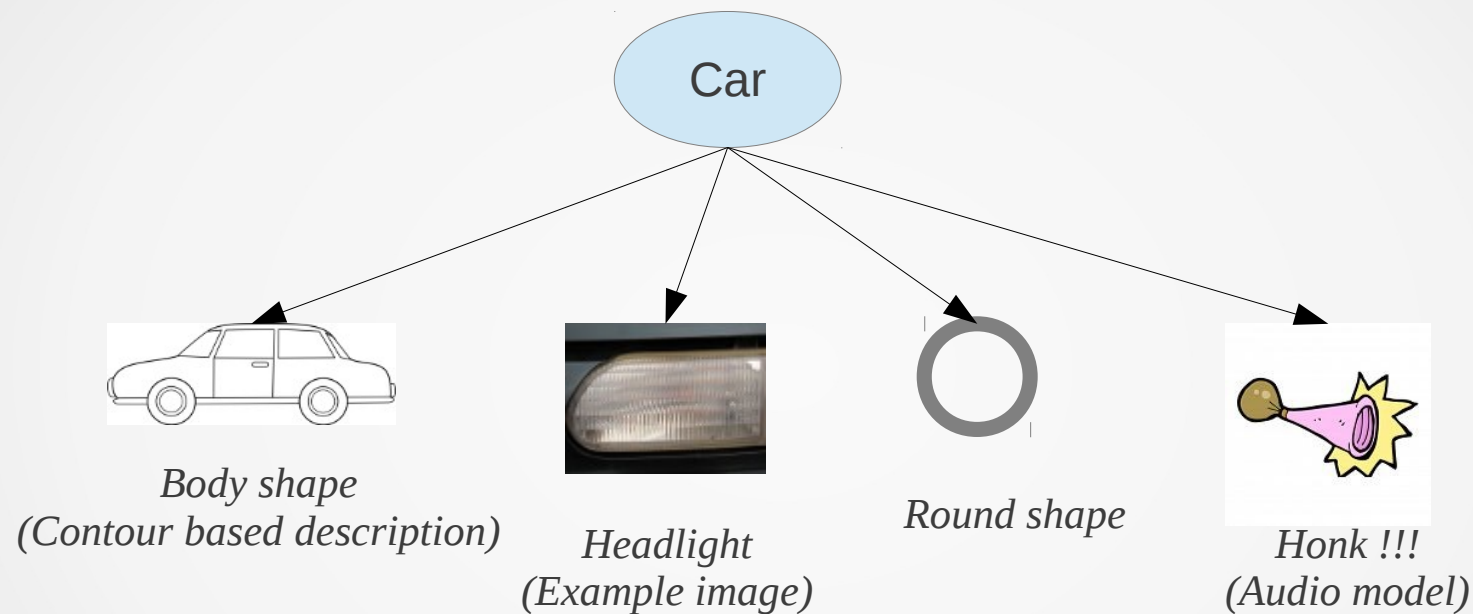 Car
Body shape
(Contour based description)
Headlight
(Example image)
Round shape
Honk !!!
(Audio model)